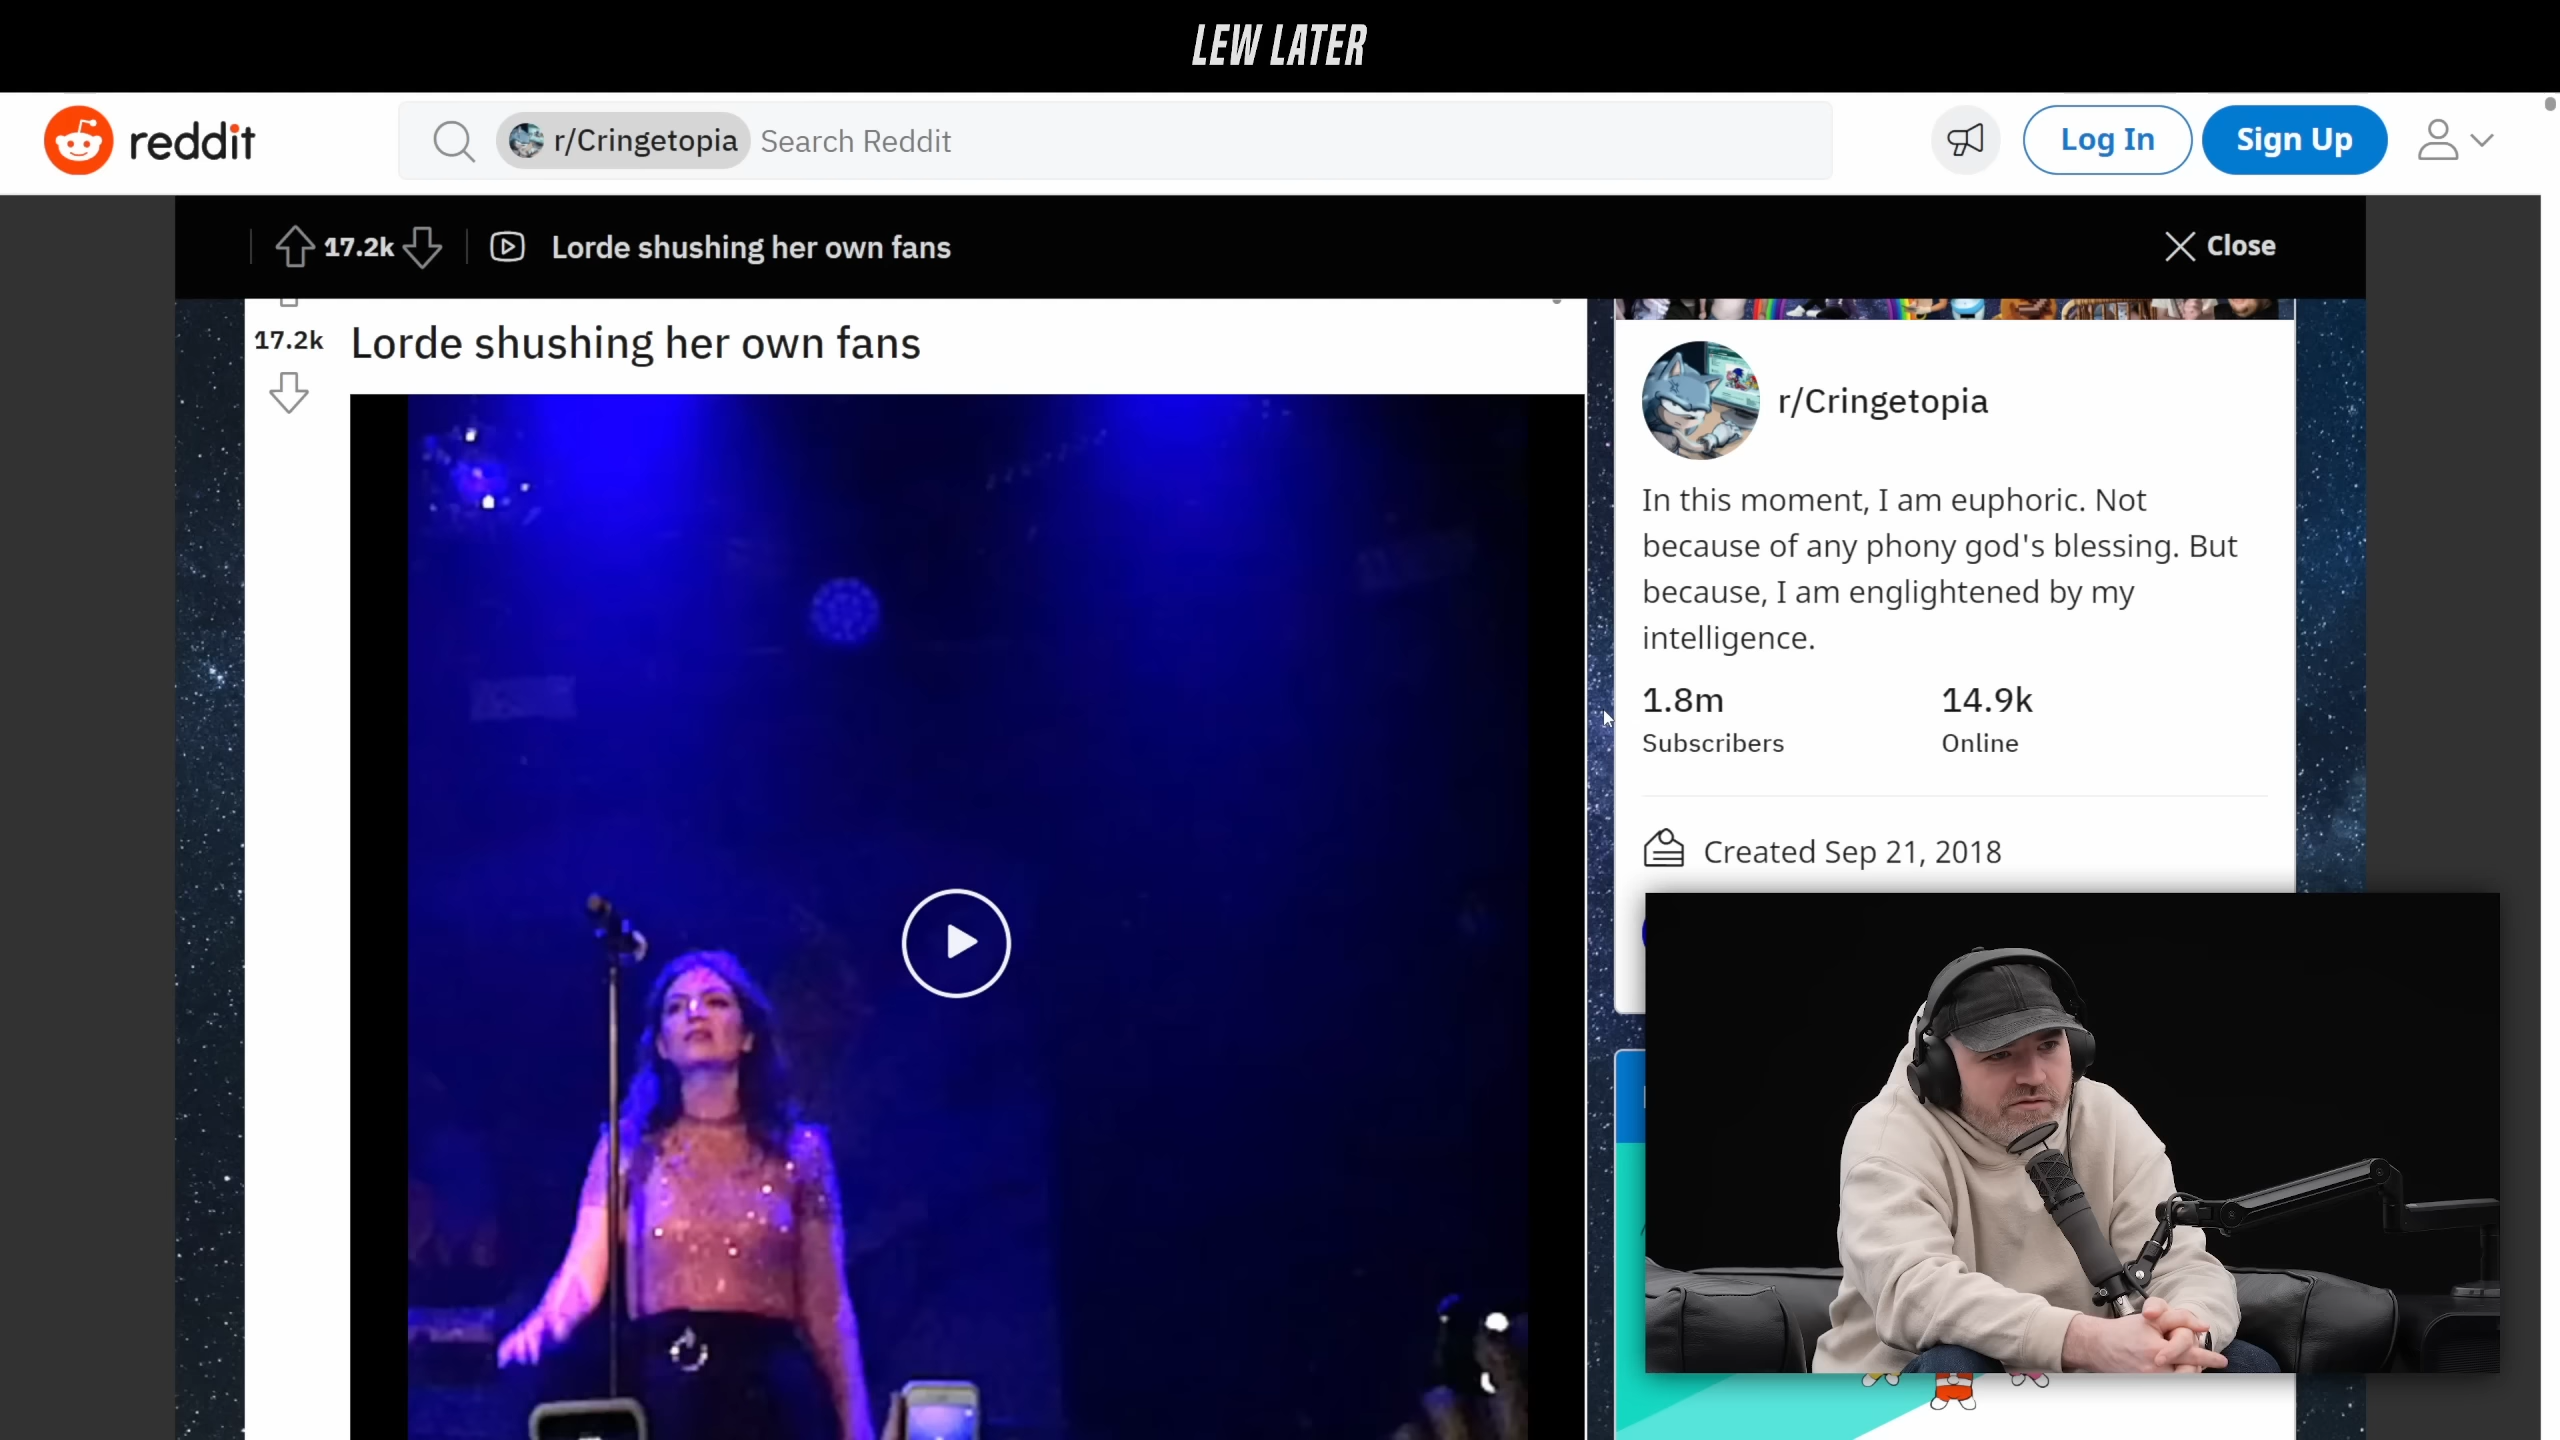 LEW LATER
reddit
r/Cringetopia Search Reddit
Log In
Sign Up
17.2k
Lorde shushing her own fans
Close
17.2k
Lorde shushing her own fans
r/Cringetopia
In this moment, I am euphoric. Not
because of any phony god's blessing. But
because, I am englightened by my
intelligence.
1.8m
14.9k
Subscribers
Online
Created Sep 21, 2018